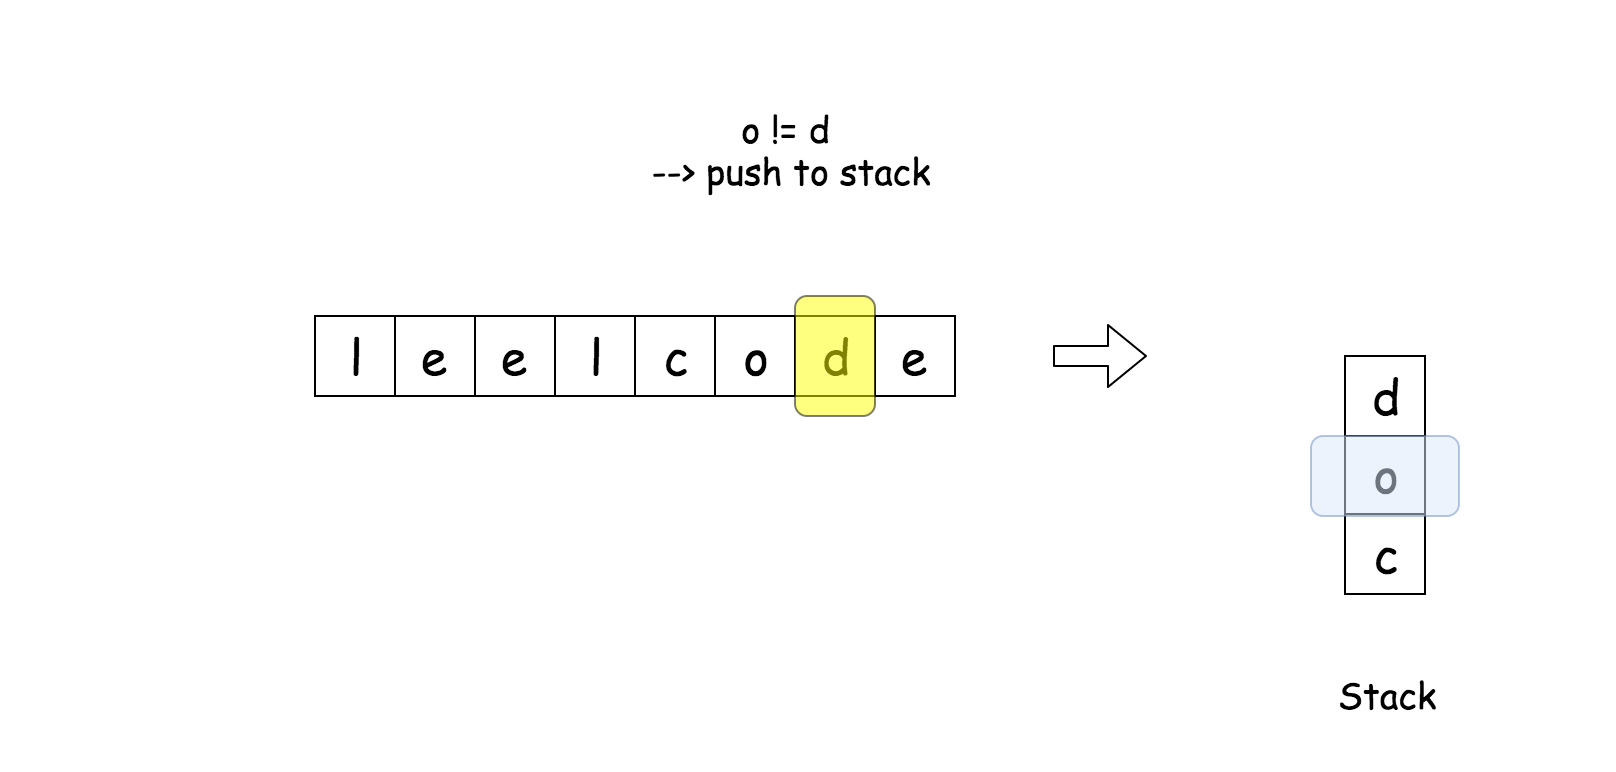 o != d
--> push to stack
l e e l c o d e
d
o
c
Stack